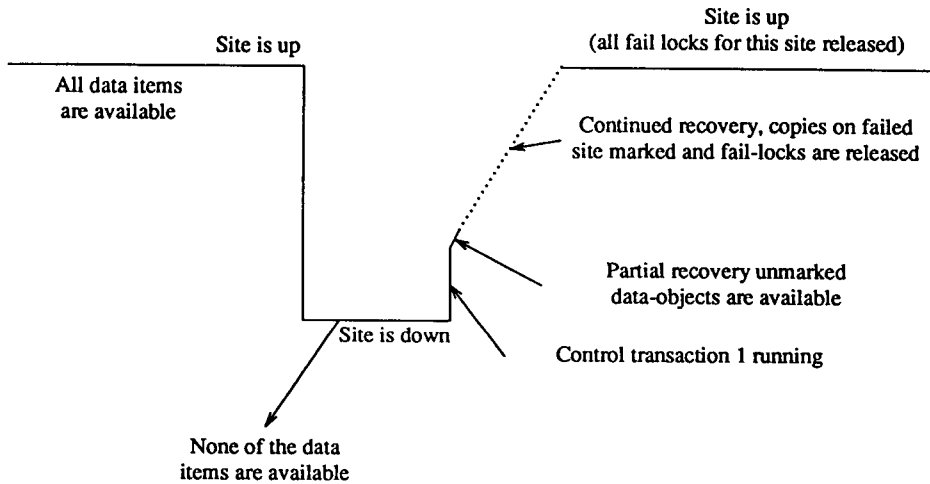 Site is up
Site is up
(all fail locks for this site released)
All data items
are available
Continued recovery, copies on failed
site marked and fail-locks are released
Partial recovery unmarked
data-objects are available
Site is down
Control transaction 1 running
None of the data
items are available